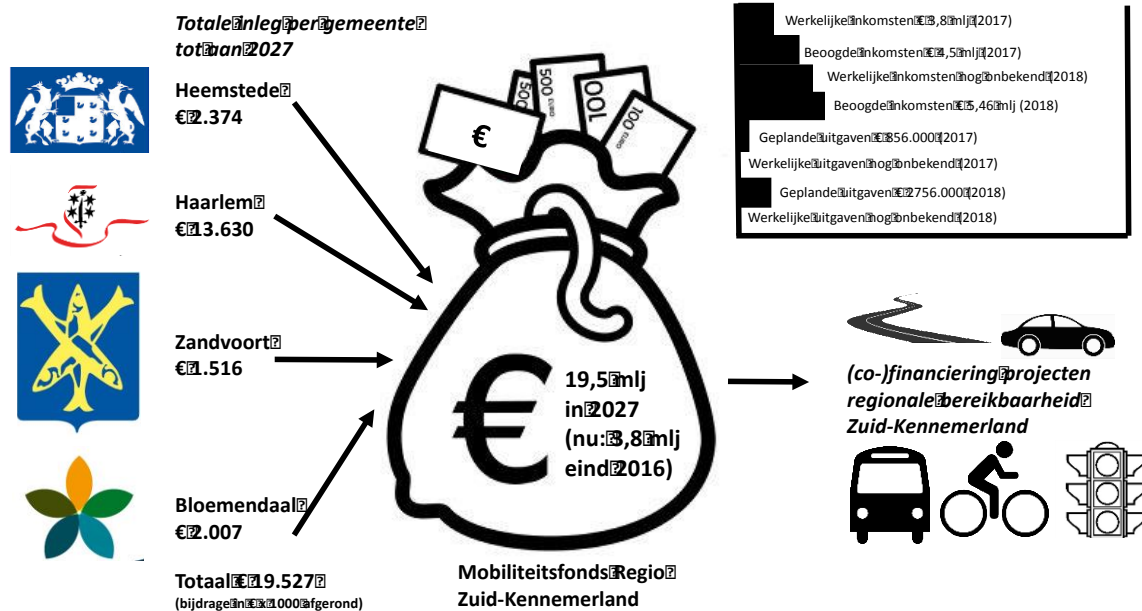 Totale inleg per gemeente
tot aan 2027
Heemstede
€ 2.374
Haarlem
€ 13.630
Zandvoort
€ 1.516
Bloemendaal
€ 2.007
Totaal € 19.527
(bijdrage in € x 1000 afgerond)
500
500 EURO
100
100 EURO
€
€
19,5 mlj
in 2027
(nu: 3,8 mlj
eind 2016)
Mobiliteitsfonds Regio
Zuid-Kennemerland
Werkelijke inkomsten € 3,8 mlj (2017)
Beoogde inkomsten € 4,5 mlj (2017)
Werkelijke inkomsten nog onbekend (2018)
Beoogde inkomsten € 5,46 mlj (2018)
Geplande uitgaven € 856.000 (2017)
Werkelijke uitgaven nog onbekend (2017)
Geplande uitgaven € 2756.000 (2018)
Werkelijke uitgaven nog onbekend (2018)
(co-)financiering projecten
regionale bereikbaarheid
Zuid-Kennemerland